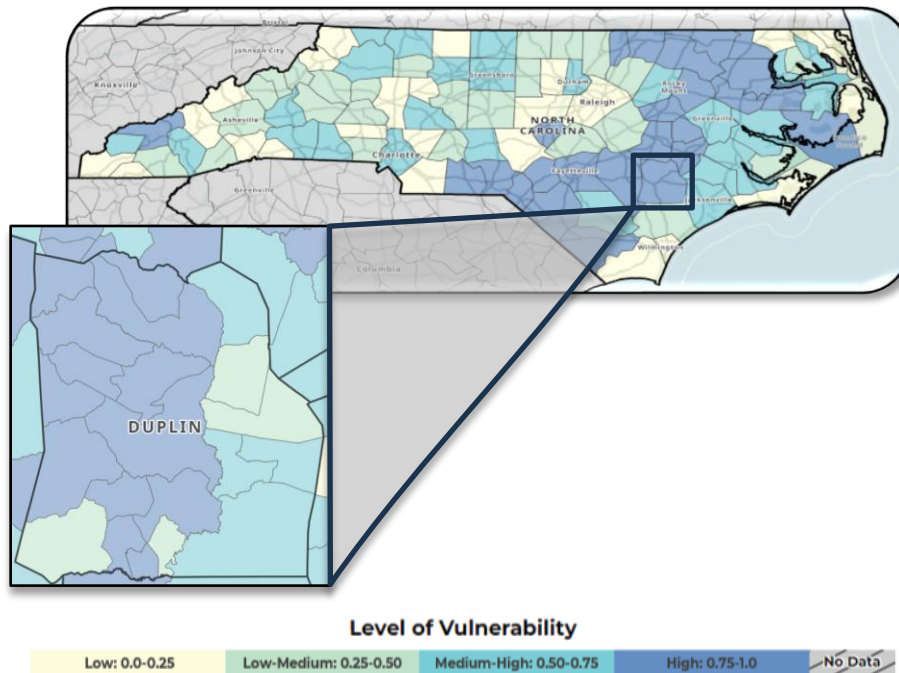 Bristol
Johnson City
Knoxville
Greensboro
Durham
Rocky
Mount
Raleigh
Asheville
NORTH
CAROLINA
Greenville
Charlotte
Fayetteville
Greenville
Jacksonville
Wilmington
Columbia
DUPLIN
Level of Vulnerability
Low: 0.0-0.25 Low-Medium: 0.25-0.50 Medium-High: 0.50-0.75 High: 0.75-1.0 No Data